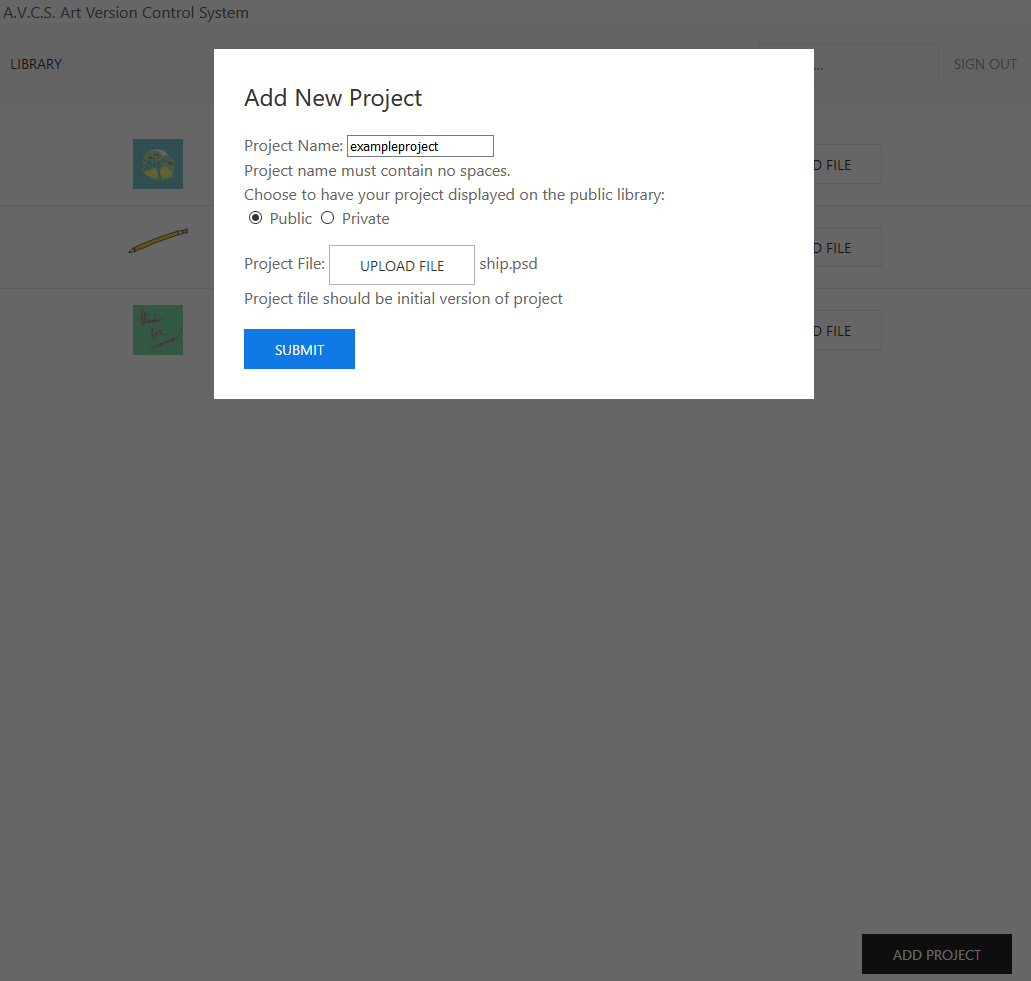 A.V.C.S. Art Version Control System
LIBRARY
... SIGN OUT
Add New Project
Project Name: exampleproject
Project name must contain no spaces.
Choose to have your project displayed on the public library:
Public Private
Project File: UPLOAD FILE ship.psd
Project file should be initial version of project
SUBMIT
D FILE
D FILE
D FILE
ADD PROJECT